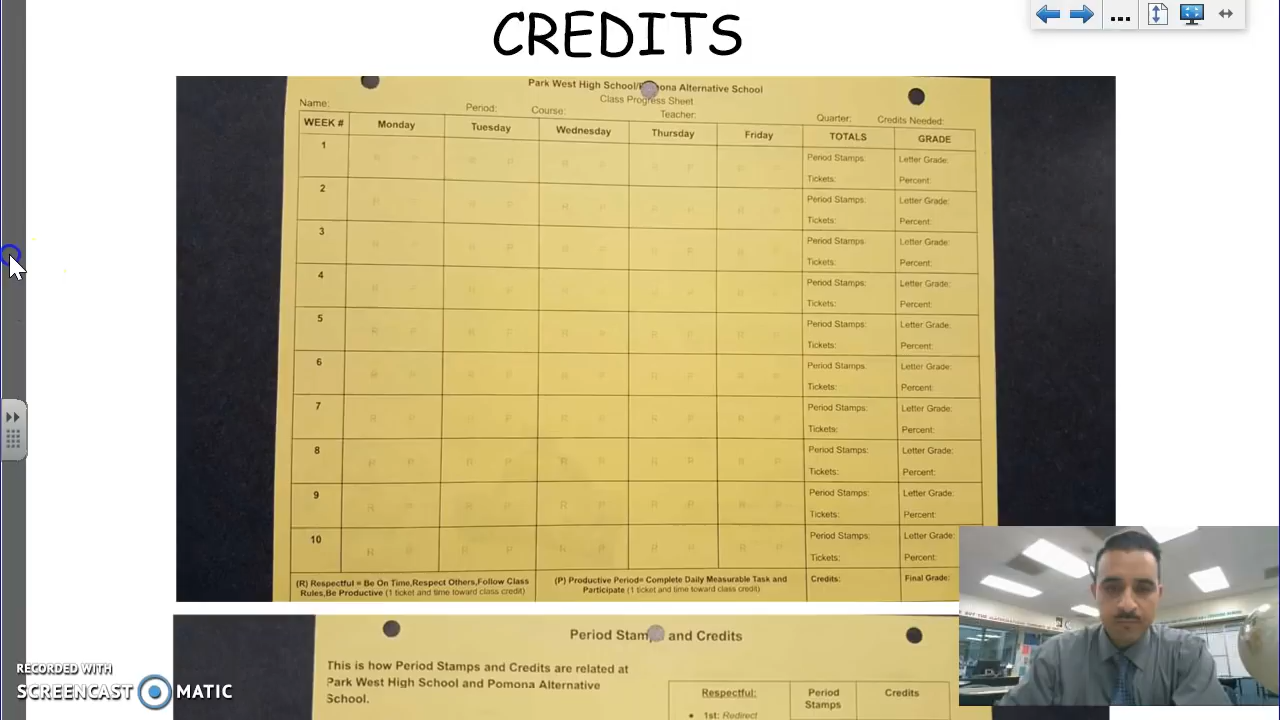 CREDITS
Park West High School/Pomona Alternative School
Class Progress Sheet
Name: Period: Course: Teacher: Quarter: Credits Needed:
WEEK # Monday Tuesday Wednesday Thursday Friday TOTALS GRADE
1 R P R P R P R P R P Period Stamps: Letter Grade:
Tickets: Percent:
2 R P R P R P R P R P Period Stamps: Letter Grade:
Tickets: Percent:
3 R P R P R P R P R P Period Stamps: Letter Grade:
Tickets: Percent:
4 R P R P R P R P R P Period Stamps: Letter Grade:
Tickets: Percent:
5 R P R P R P R P R P Period Stamps: Letter Grade:
Tickets: Percent:
6 R P R P R P R P R P Period Stamps: Letter Grade:
Tickets: Percent:
7 R P R P R P R P R P Period Stamps: Letter Grade:
Tickets: Percent:
8 R P R P R P R P R P Period Stamps: Letter Grade:
Tickets: Percent:
9 R P R P R P R P R P Period Stamps: Letter Grade:
Tickets: Percent:
10 R P R P R P R P R P Period Stamps: Letter Grade:
Tickets: Percent:
(R) Respectful = Be On Time,Respect Others,Follow Class
Rules,Be Productive (1 ticket and time toward class credit)
(P) Productive Period= Complete Daily Measurable Task and
Participate (1 ticket and time toward class credit)
Credits: Final Grade:
Period Stamps and Credits
This is how Period Stamps and Credits are related at
Park West High School and Pomona Alternative
School.
Respectful: Period Stamps Credits
• 1st: Redirect
RECORDED WITH
SCREENCAST MATIC